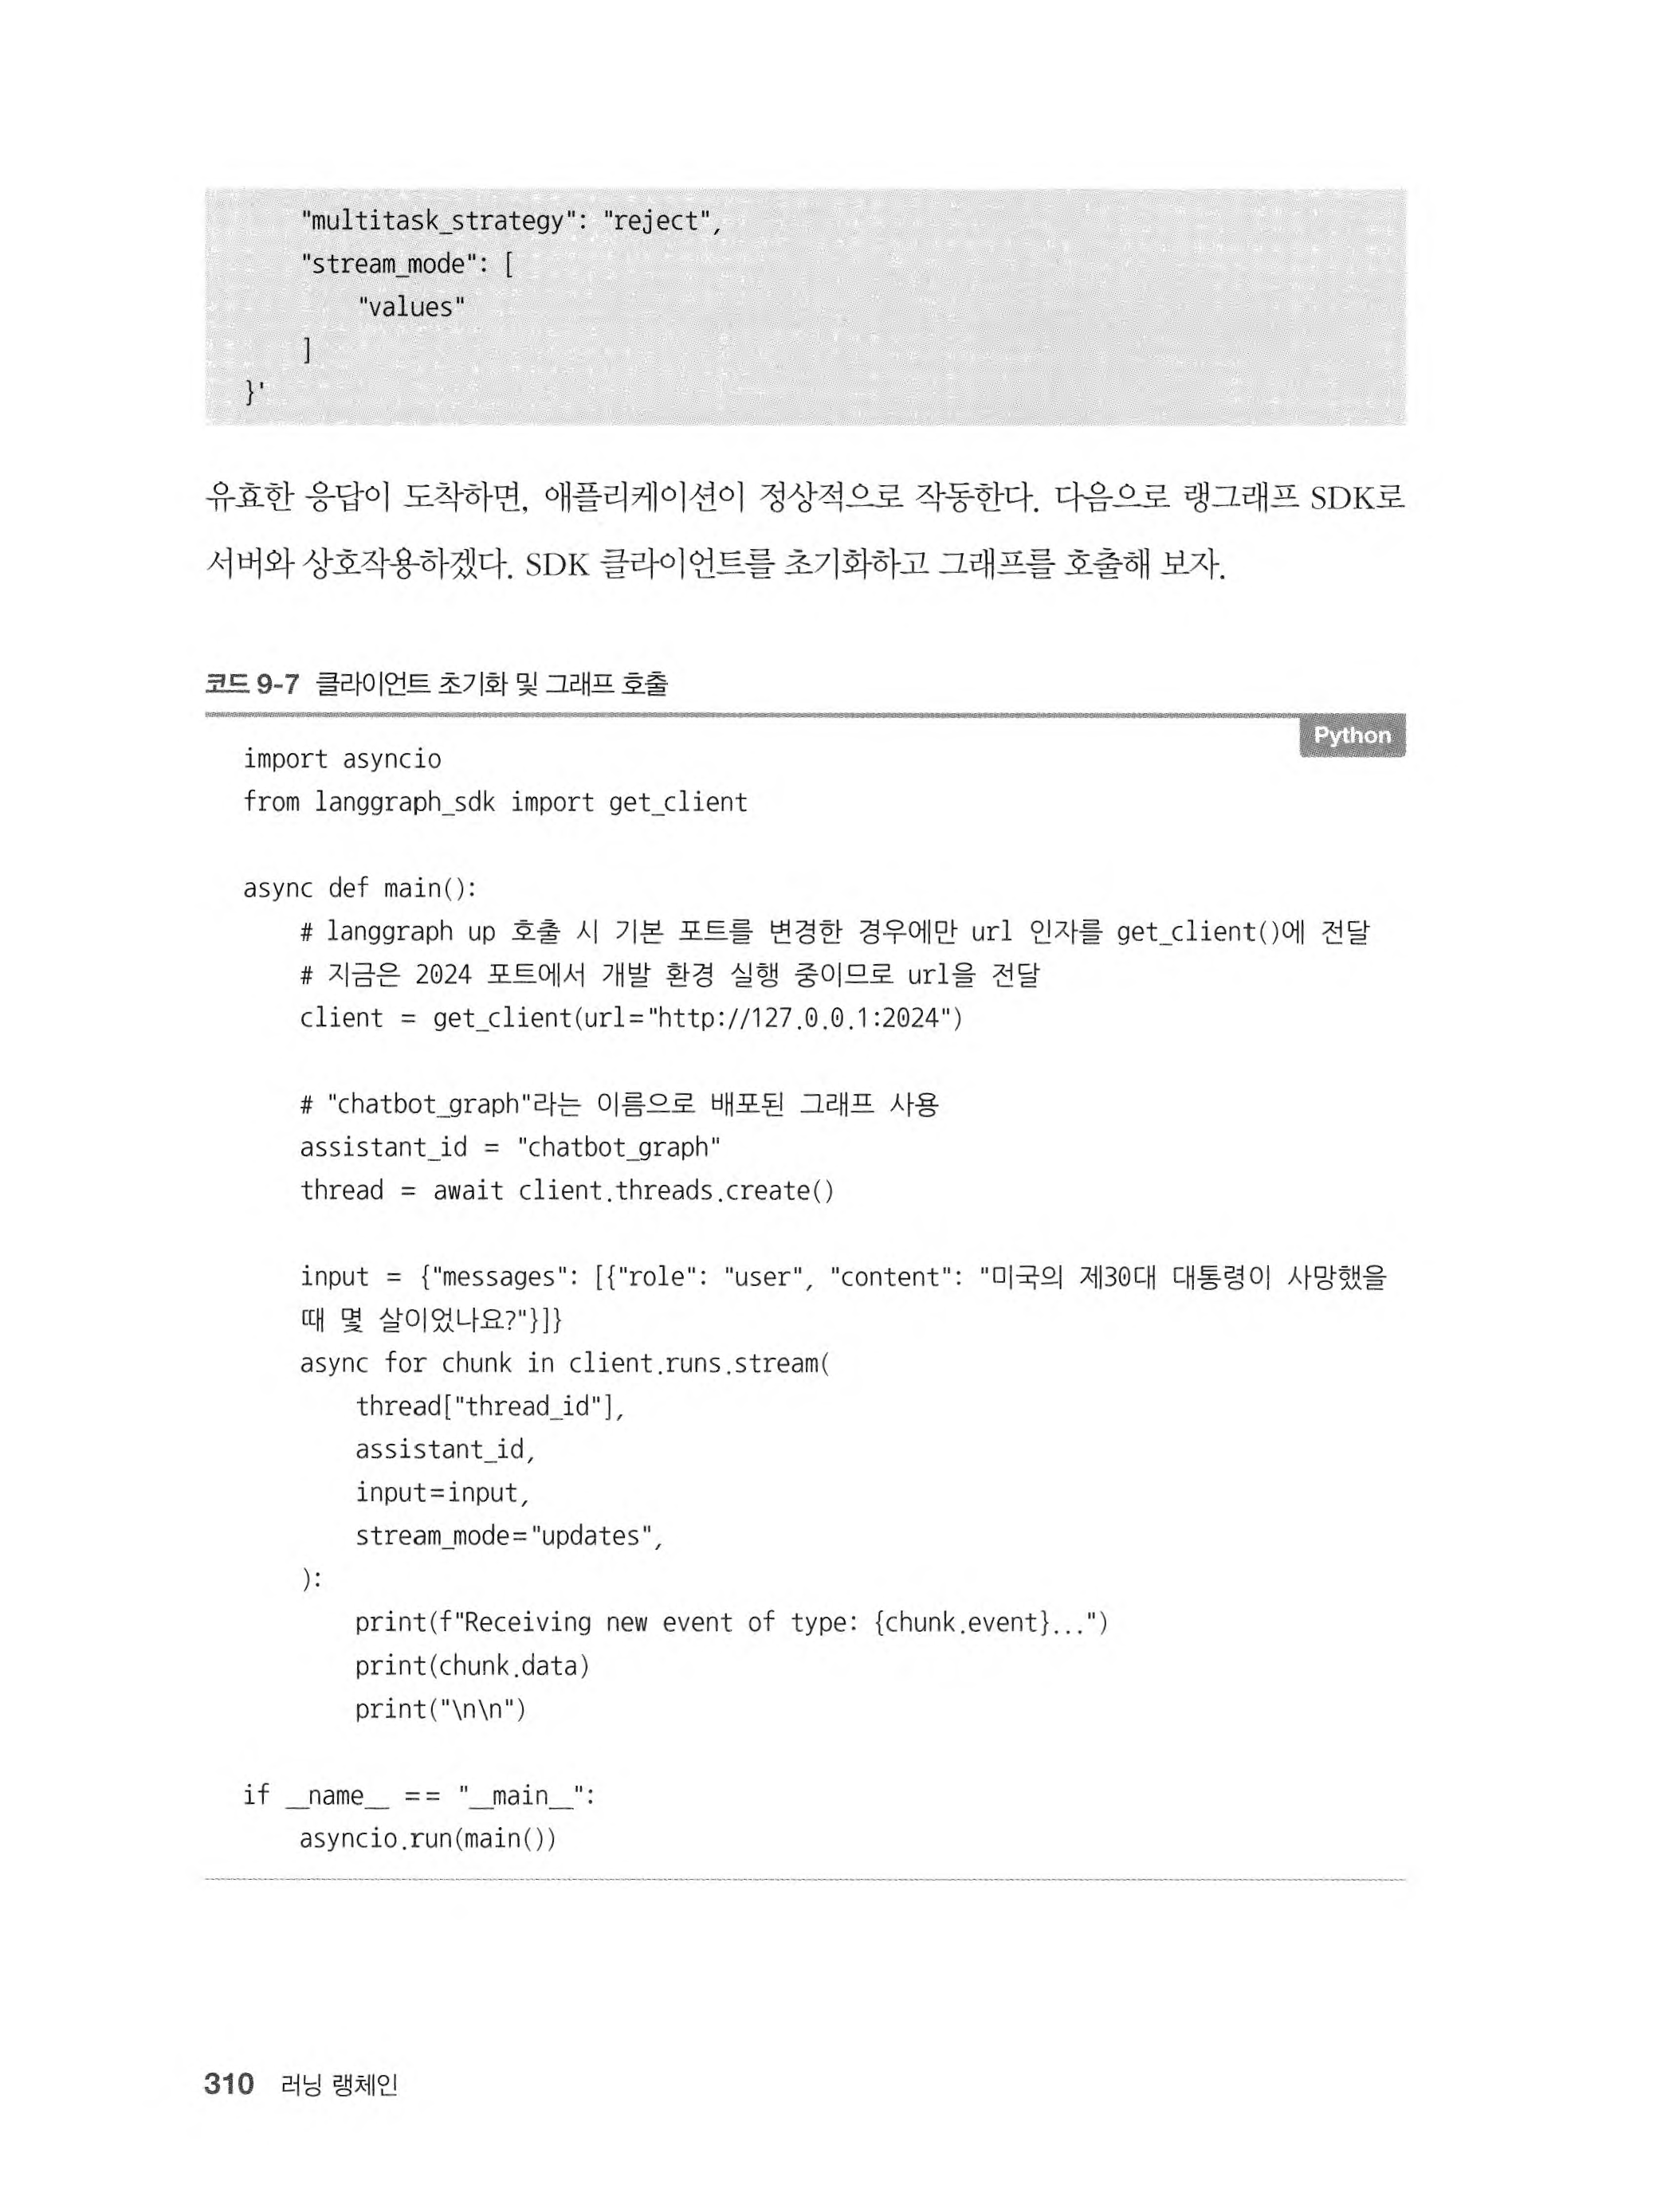 "multitask_strategy": "reject",
"stream_mode": [
"values"
]
}'
유효한 응답이 도착하면, 애플리케이션이 정상적으로 작동한다. 다음으로 랭그래프 SDK로
서버와 상호작용하겠다. SDK 클라이언트를 초기화하고 그래프를 호출해 보자.
코드 9-7 클라이언트 초기화 및 그래프 호출
Python
import asyncio
from langgraph_sdk import get_client
async def main():
# langgraph up 호출 시 기본 포트를 변경한 경우에만 url 인자를 get_client()에 전달
# 지금은 2024 포트에서 개발 환경 실행 중이므로 url을 전달
client = get_client(url="http://127.0.0.1:2024")
# "chatbot_graph"라는 이름으로 배포된 그래프 사용
assistant_id = "chatbot_graph"
thread = await client.threads.create()
input = {"messages": [{"role": "user", "content": "미국의 제30대 대통령이 사망했을
때 몇 살이었나요?"}]}
async for chunk in client.runs.stream(
thread["thread_id"],
assistant_id,
input=input,
stream_mode="updates",
):
print(f"Receiving new event of type: {chunk.event}...")
print(chunk.data)
print("\n\n")
if __name__ == "__main__":
asyncio.run(main())
310 러닝 랭체인